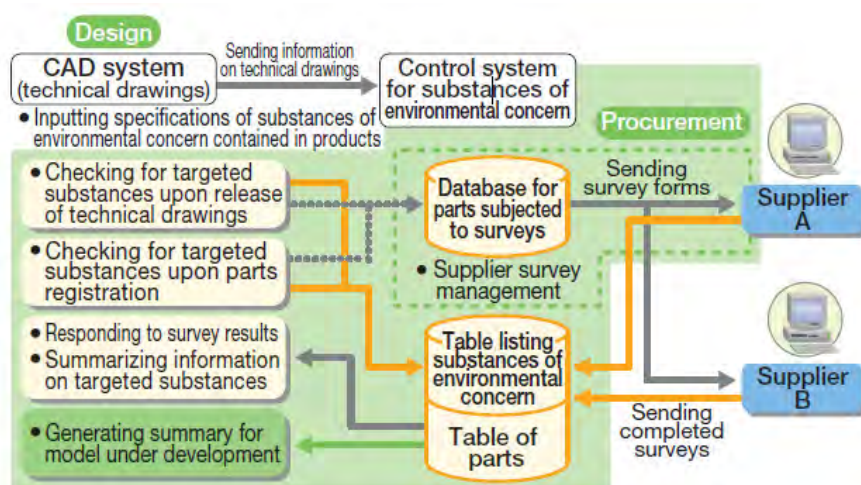 Design
CAD system
(technical drawings)
Sending information
on technical drawings
Control system
for substances of
environmental concern
• Inputting specifications of substances of
environmental concern contained in products
Procurement
• Checking for targeted
substances upon release
of technical drawings
• Checking for targeted
substances upon parts
registration
Database for
parts subjected
to surveys
Sending
survey forms
Supplier
A
• Supplier survey
management
• Responding to survey results
• Summarizing information
on targeted substances
Table listing
substances of
environmental
concern
Table of
parts
Supplier
B
Sending
completed
surveys
• Generating summary for
model under development